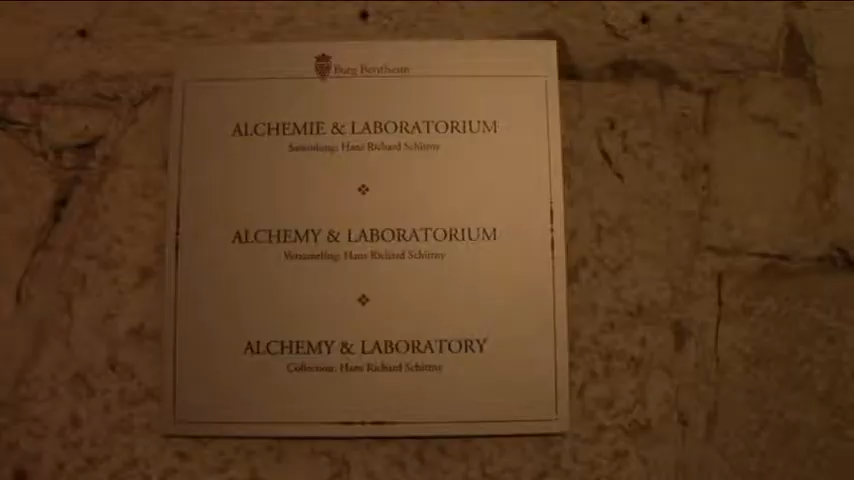 Burg Bentheim
ALCHEMIE & LABORATORIUM
Sammlung: Hans Richard Schittny
ALCHEMY & LABORATORIUM
Verzameling: Hans Richard Schittny
ALCHEMY & LABORATORY
Collection: Hans Richard Schittny